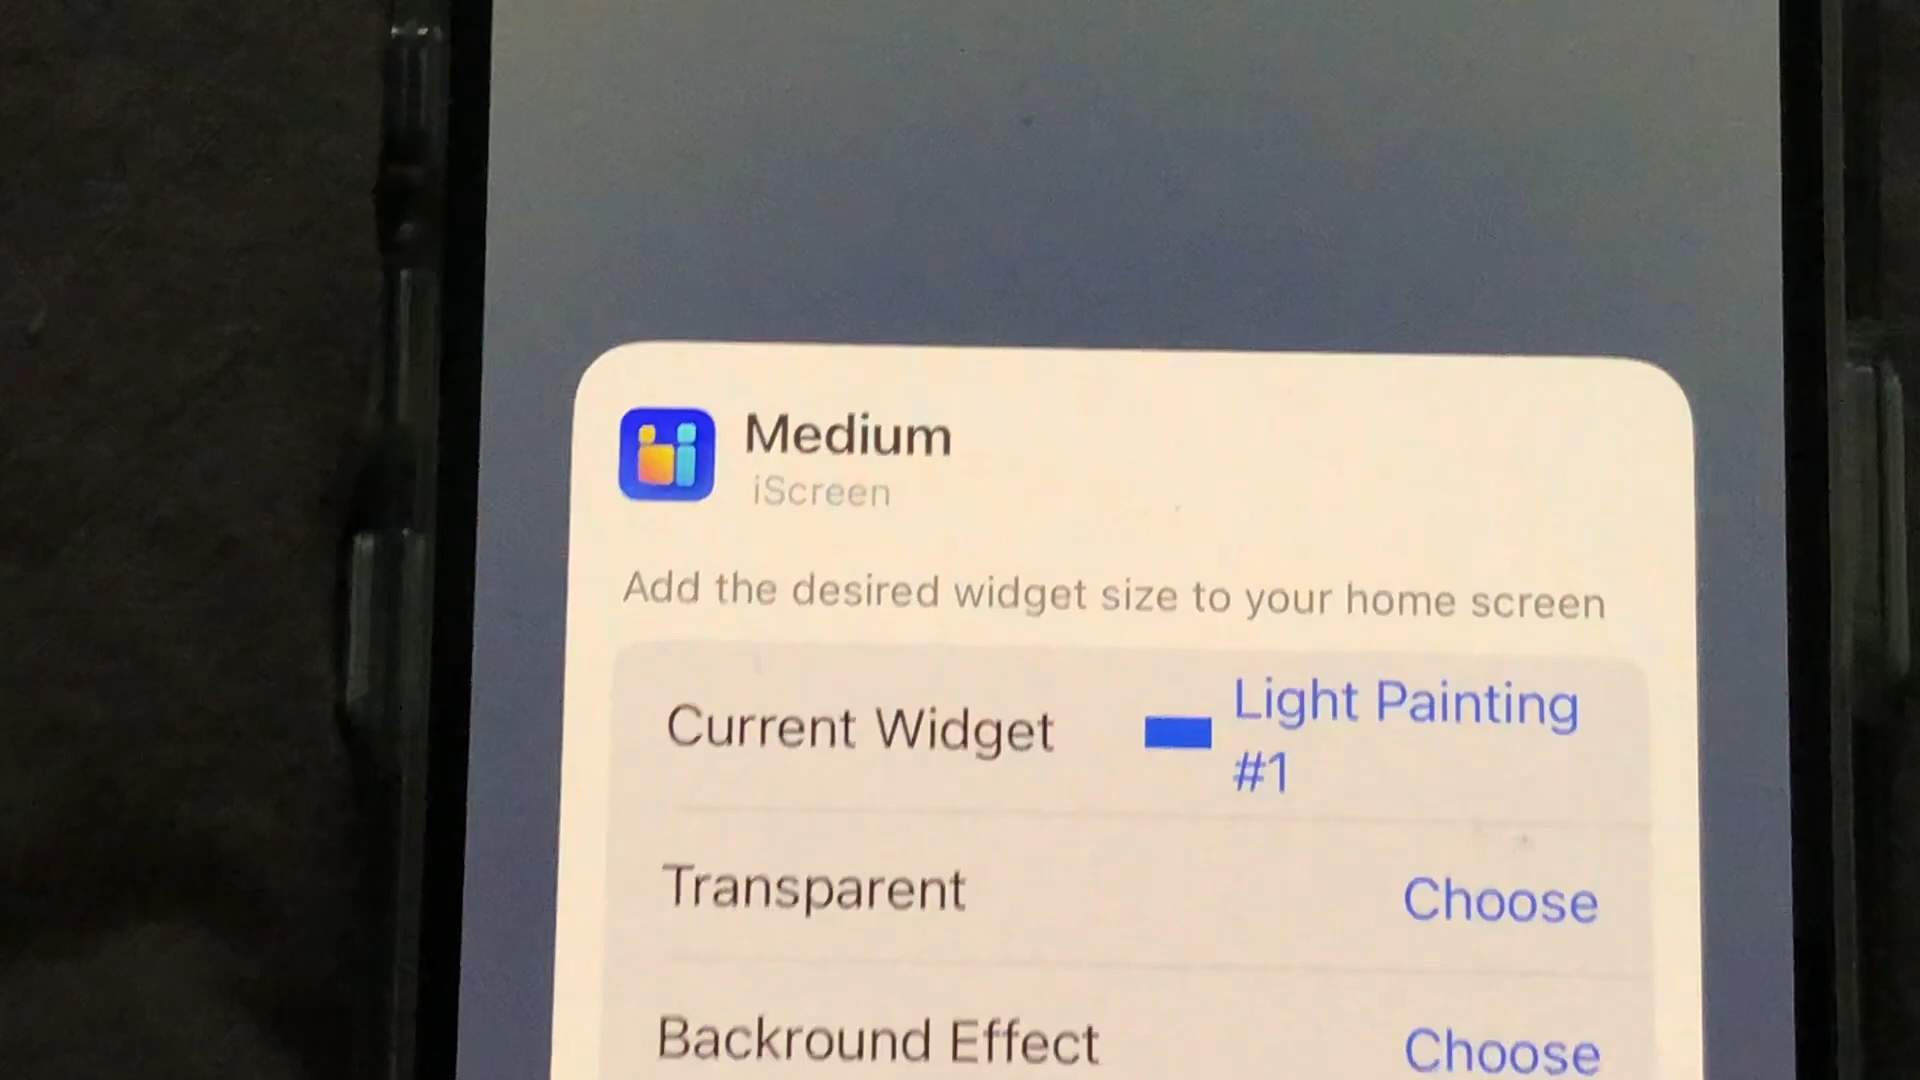 Medium
iScreen
Add the desired widget size to your home screen
Current Widget
Light Painting
#1
Transparent
Choose
Backround Effect
Choose